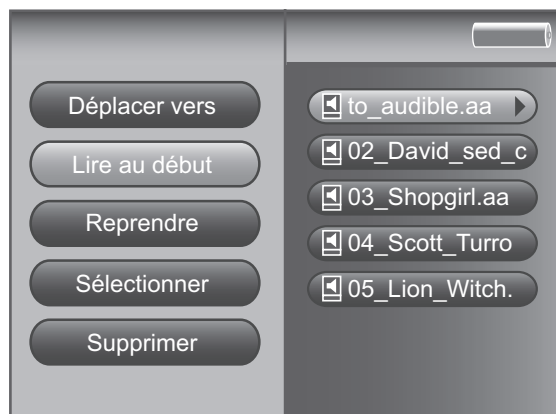 Déplacer vers
Lire au début
Reprendre
Sélectionner
Supprimer
to_audible.aa
02_David_sed_c
03_Shopgirl.aa
04_Scott_Turro
05_Lion_Witch.